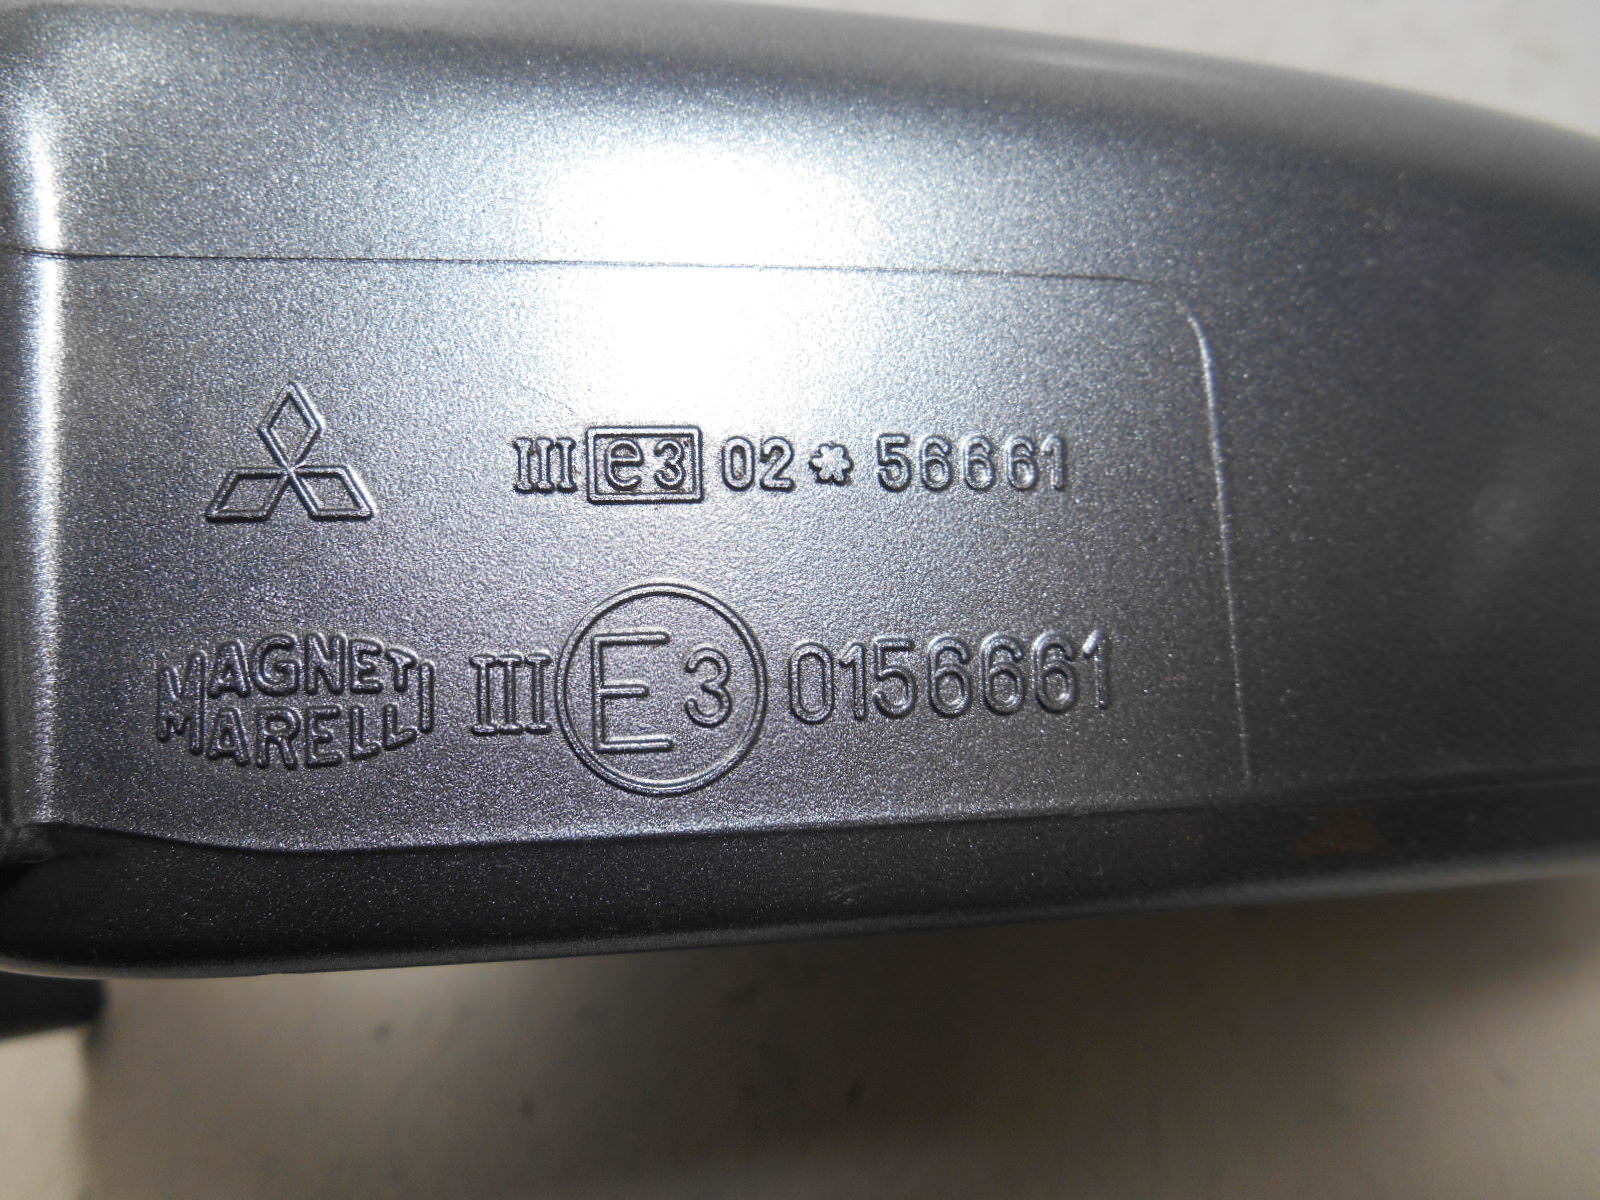 III e3 02*56661
MAGNETI
MARELLI
III E3 0156661